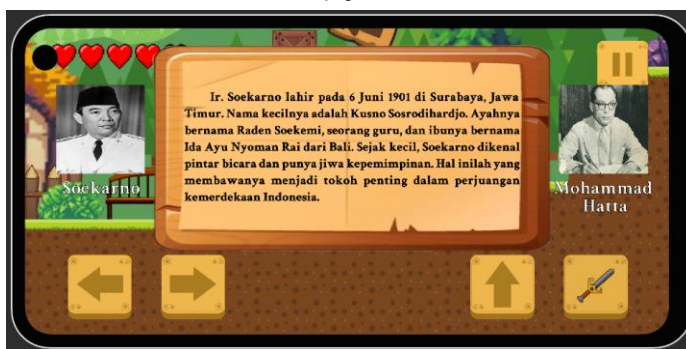 Ir. Soekarno lahir pada 6 Juni 1901 di Surabaya, Jawa
Timur. Nama kecilnya adalah Kusno Sosrodihardjo. Ayahnya
bernama Raden Soekemi, seorang guru, dan ibunya bernama
Ida Ayu Nyoman Rai dari Bali. Sejak kecil, Soekarno dikenal
pintar bicara dan punya jiwa kepemimpinan. Hal inilah yang
membawanya menjadi tokoh penting dalam perjuangan
kemerdekaan Indonesia.
Soekarno
Mohammad
Hatta